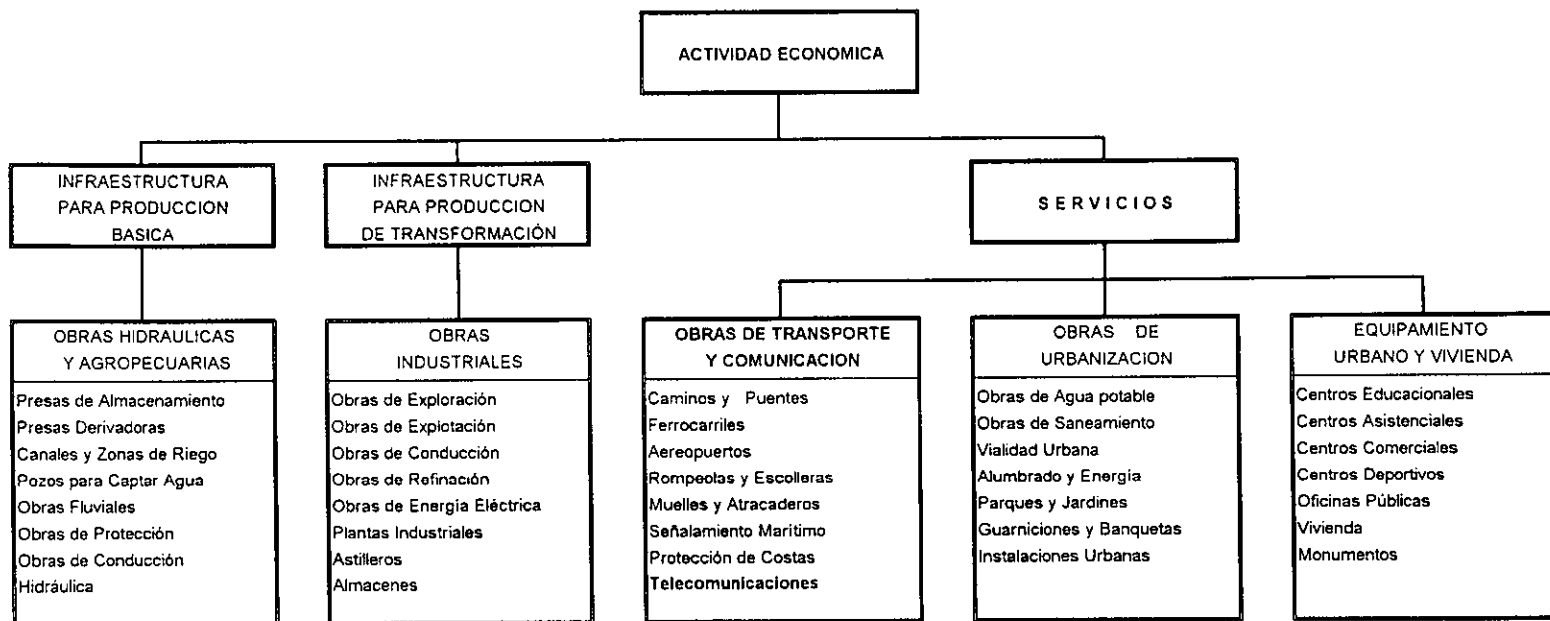 ACTIVIDAD ECONOMICA
INFRAESTRUCTURA
PARA PRODUCCION
BASICA
INFRAESTRUCTURA
PARA PRODUCCION
DE TRANSFORMACIÓN
SERVICIOS
OBRAS HIDRAULICAS
Y AGROPECUARIAS
Presas de Almacenamiento
Presas Derivadoras
Canales y Zonas de Riego
Pozos para Captar Agua
Obras Fluviales
Obras de Protección
Obras de Conducción
Hidráulica
OBRAS
INDUSTRIALES
Obras de Exploración
Obras de Explotación
Obras de Conducción
Obras de Refinación
Obras de Energía Éléctrica
Plantas Industriales
Astilleros
Almacenes
OBRAS DE TRANSPORTE
Y COMUNICACION
Caminos y Puentes
Ferrocarriles
Aereopuertos
Rompeolas y Escolleras
Muelles y Atracaderos
Señalamiento Marítimo
Protección de Costas
Telecomunicaciones
OBRAS DE
URBANIZACION
Obras de Agua potable
Obras de Saneamiento
Vialidad Urbana
Alumbrado y Energía
Parques y Jardines
Guarniciones y Banquetas
Instalaciones Urbanas
EQUIPAMIENTO
URBANO Y VIVIENDA
Centros Educacionales
Centros Asistenciales
Centros Comerciales
Centros Deportivos
Oficinas Públicas
Vivienda
Monumentos